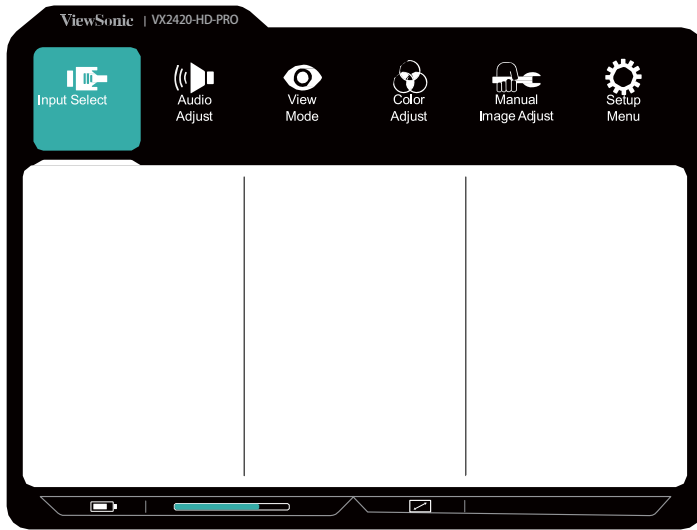 ViewSonic | VX2420-HD-PRO
Input Select
Audio
Adjust
View
Mode
Color
Adjust
Manual
Image Adjust
Setup
Menu